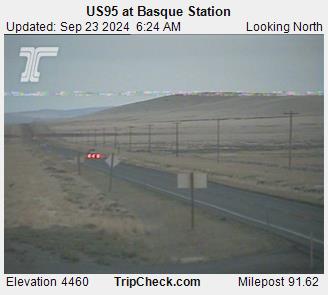 US95 at Basque Station
Updated: Sep 23 2024 6:24 AM Looking North
Elevation 4460 TripCheck.com Milepost 91.62